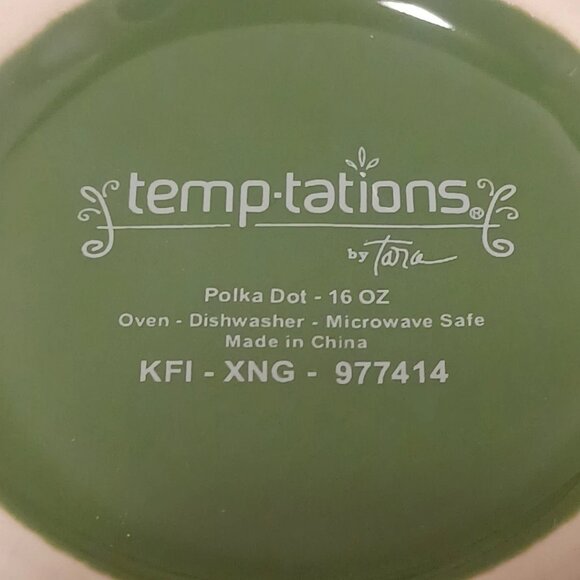 temp-tations®
by Tara
Polka Dot - 16 OZ
Oven - Dishwasher - Microwave Safe
Made in China
KFI - XNG - 977414